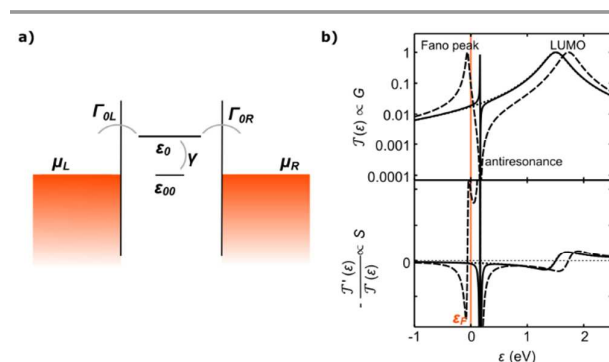 a)
Γ0L
Γ0R
ε0
γ
μL
μR
ε00
b)
Fano peak
LUMO
1
0.1
0.01
0.001
0.0001
𝒯(ε) ∝ G
antiresonance
0
- 𝒯'(ε)/𝒯(ε) ∝ S
εF
-1
0
1
2
ε (eV)